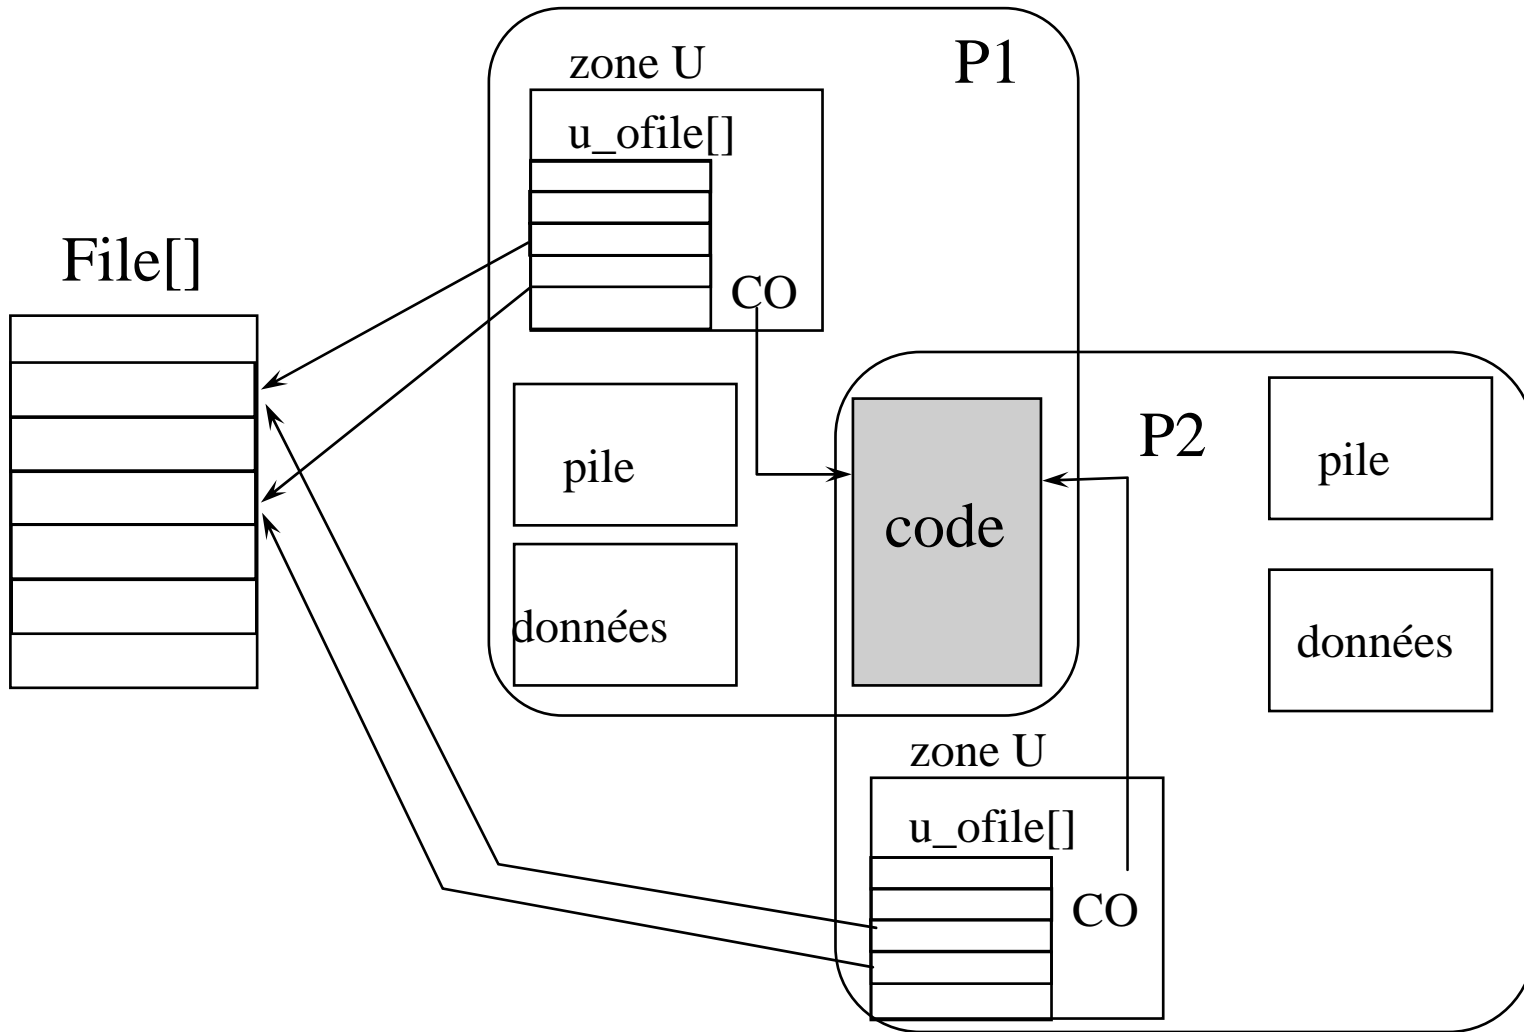 zone U
P1
u_ofile[]
File[]
CO
pile
code
P2
pile
données
données
zone U
u_ofile[]
CO